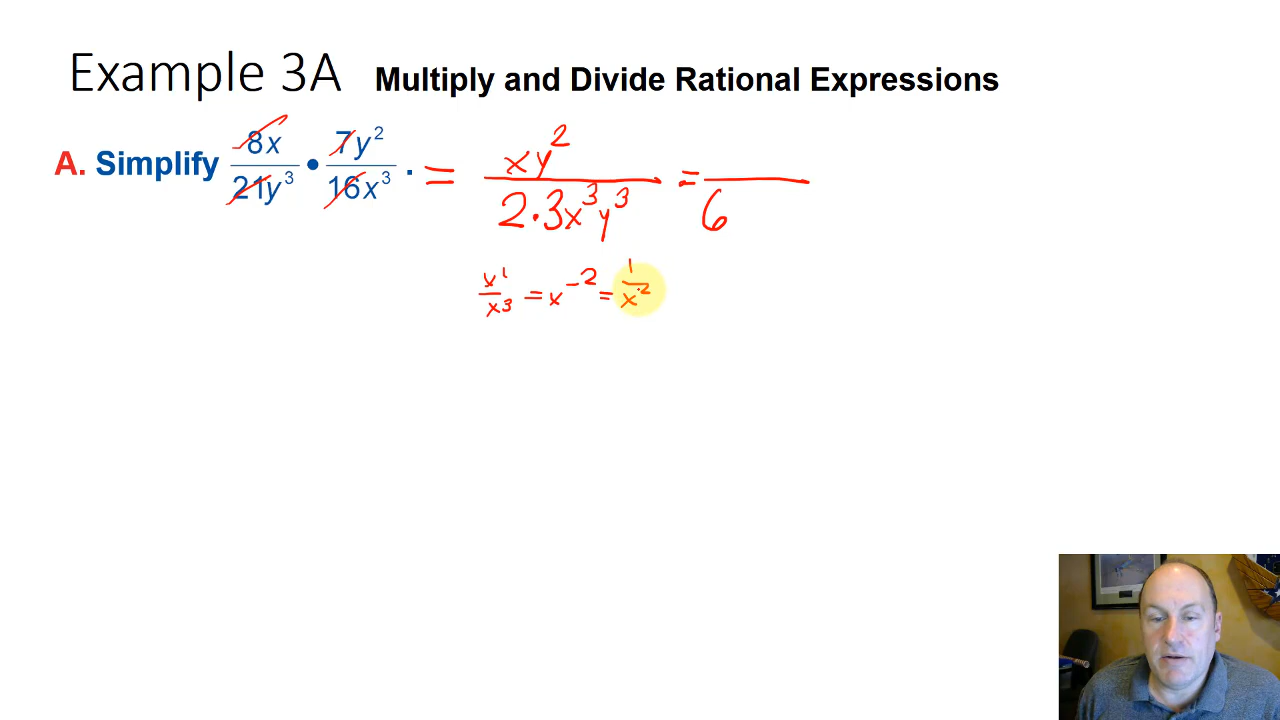 Example 3A Multiply and Divide Rational Expressions
A. Simplify 8x/21y³ • 7y²/16x³ . = xy²/2·3x³y³ = /6
x¹/x³ = x⁻² = 1/x²